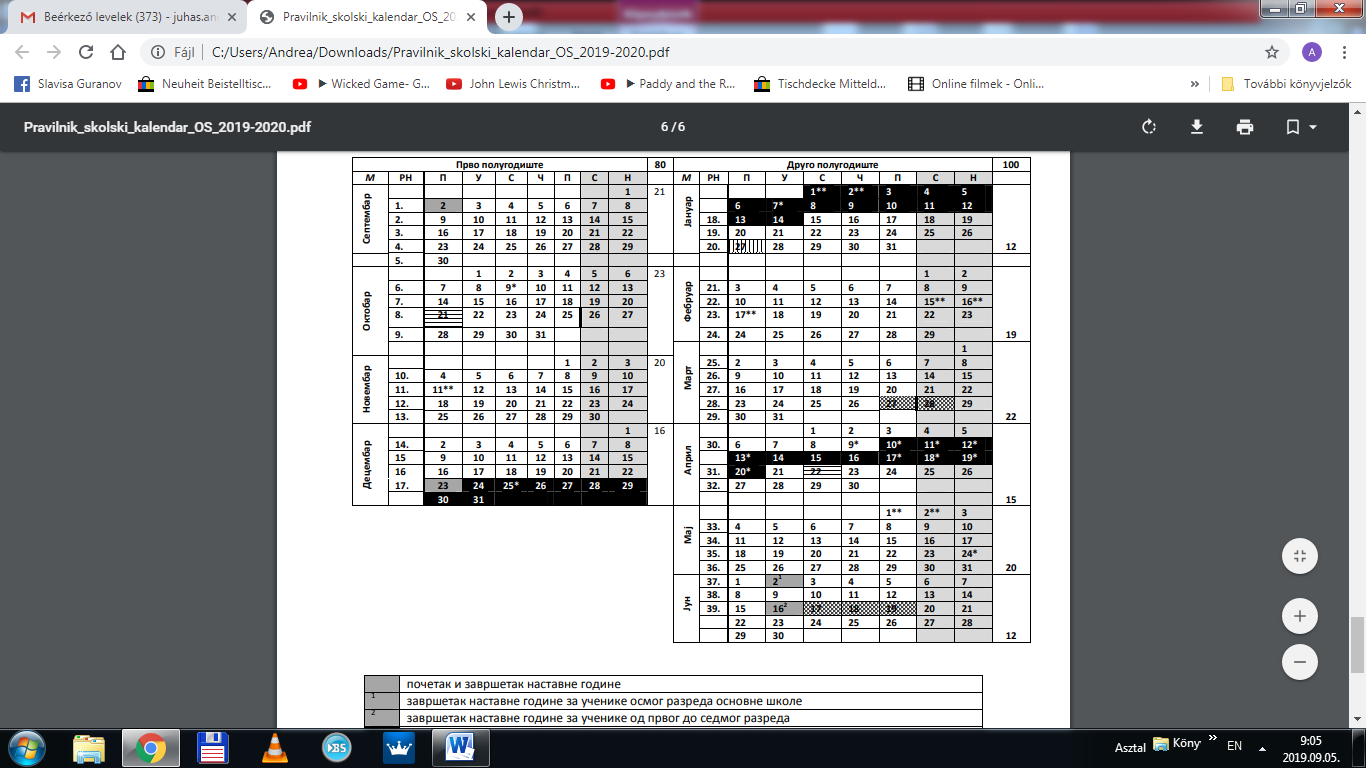 Beérkező levelek (373) - juhas.an
Pravilnik_skolski_kalendar_OS_20
Fájl
C:/Users/Andrea/Downloads/Pravilnik_skolski_kalendar_OS_2019-2020.pdf
A
Slavisa Guranov
Neuheit Beistelltisc...
► Wicked Game- G...
John Lewis Christm...
► Paddy and the R...
Tischdecke Mitteld...
Online filmek - Onli...
»
További könyvjelzők
Pravilnik_skolski_kalendar_OS_2019-2020.pdf
6 / 6
Прво полугодиште 80
М РН П У С Ч П С Н
Септембар
1 21
1. 2 3 4 5 6 7 8
2. 9 10 11 12 13 14 15
3. 16 17 18 19 20 21 22
4. 23 24 25 26 27 28 29
5. 30
Октобар
1 2 3 4 5 6 23
6. 7 8 9* 10 11 12 13
7. 14 15 16 17 18 19 20
8. 21 22 23 24 25 26 27
9. 28 29 30 31
Новембар
1 2 3 20
10. 4 5 6 7 8 9 10
11. 11** 12 13 14 15 16 17
12. 18 19 20 21 22 23 24
13. 25 26 27 28 29 30
Децембар
1 16
14. 2 3 4 5 6 7 8
15 9 10 11 12 13 14 15
16 16 17 18 19 20 21 22
17. 23 24 25* 26 27 28 29
30 31
Друго полугодиште 100
М РН П У С Ч П С Н
Јануар
1** 2** 3 4 5
6 7* 8 9 10 11 12
18. 13 14 15 16 17 18 19
19. 20 21 22 23 24 25 26
20. 27 28 29 30 31 12
Фебруар
1 2
21. 3 4 5 6 7 8 9
22. 10 11 12 13 14 15** 16**
23. 17** 18 19 20 21 22 23
24. 24 25 26 27 28 29 19
Март
1
25. 2 3 4 5 6 7 8
26. 9 10 11 12 13 14 15
27. 16 17 18 19 20 21 22
28. 23 24 25 26 27 28 29
29. 30 31 22
Април
1 2 3 4 5
30. 6 7 8 9* 10* 11* 12*
13* 14 15 16 17* 18* 19*
31. 20* 21 22 23 24 25 26
32. 27 28 29 30 15
Мај
1** 2** 3
33. 4 5 6 7 8 9 10
34. 11 12 13 14 15 16 17
35. 18 19 20 21 22 23 24*
36. 25 26 27 28 29 30 31 20
Јун
37. 1 2¹ 3 4 5 6 7
38. 8 9 10 11 12 13 14
39. 15 16² 17 18 19 20 21
22 23 24 25 26 27 28
29 30 12
почетак и завршетак наставне године
1 завршетак наставне године за ученике осмог разреда основне школе
2 завршетак наставне године за ученике од првог до седмог разреда
Asztal
Köny
»
EN
9:05
2019.09.05.